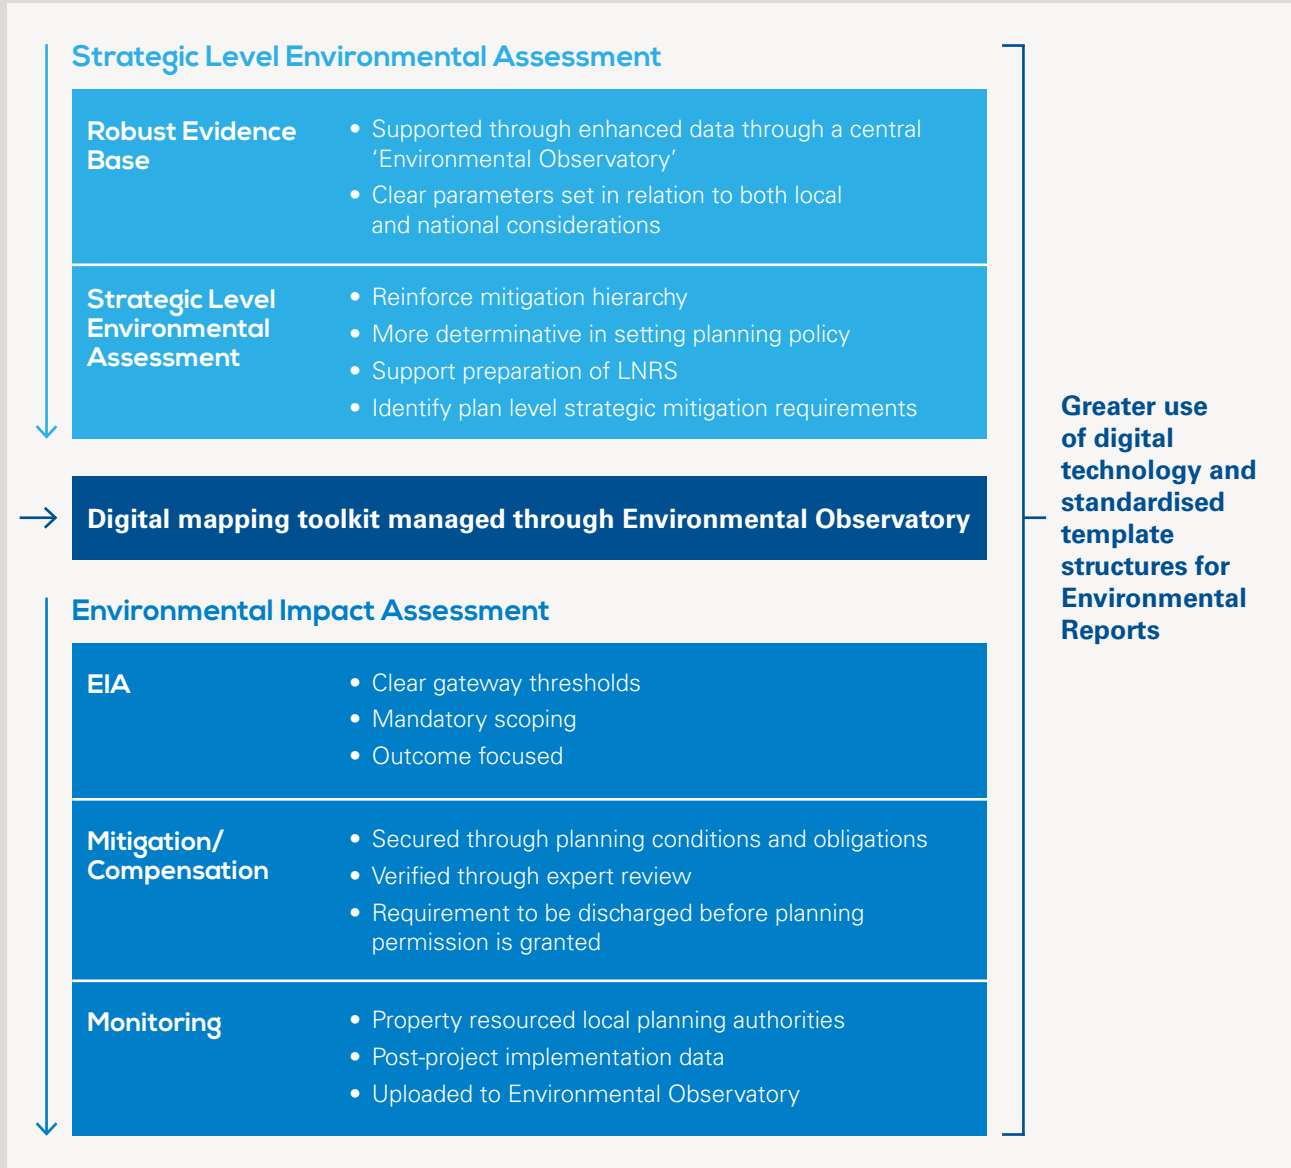 Strategic Level Environmental Assessment
Robust Evidence
Base
• Supported through enhanced data through a central
‘Environmental Observatory’
• Clear parameters set in relation to both local
and national considerations
Strategic Level
Environmental
Assessment
• Reinforce mitigation hierarchy
• More determinative in setting planning policy
• Support preparation of LNRS
• Identify plan level strategic mitigation requirements
Digital mapping toolkit managed through Environmental Observatory
Environmental Impact Assessment
EIA
• Clear gateway thresholds
• Mandatory scoping
• Outcome focused
Mitigation/
Compensation
• Secured through planning conditions and obligations
• Verified through expert review
• Requirement to be discharged before planning
permission is granted
Monitoring
• Property resourced local planning authorities
• Post-project implementation data
• Uploaded to Environmental Observatory
Greater use
of digital
technology and
standardised
template
structures for
Environmental
Reports